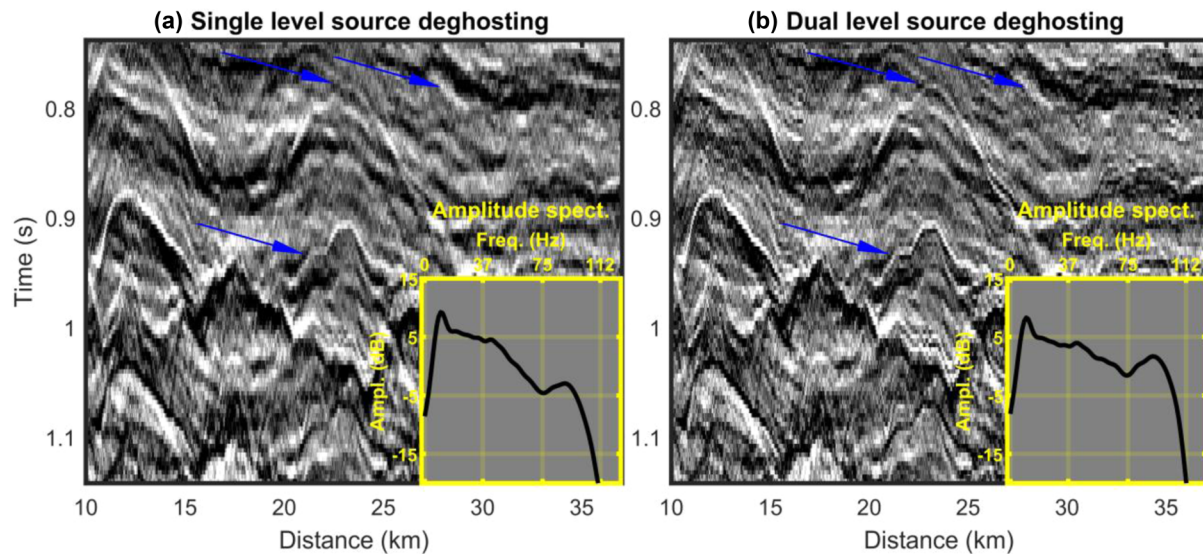 (a) Single level source deghosting
(b) Dual level source deghosting
Time (s)
0.8
0.9
1
1.1
Amplitude spect.
Freq. (Hz)
0 37 75 112
15
5
-5
-15
Ampl. (dB)
10 15 20 25 30 35
Distance (km)
0.8
0.9
1
1.1
Amplitude spect.
Freq. (Hz)
0 37 75 112
15
5
-5
-15
Ampl. (dB)
10 15 20 25 30 35
Distance (km)